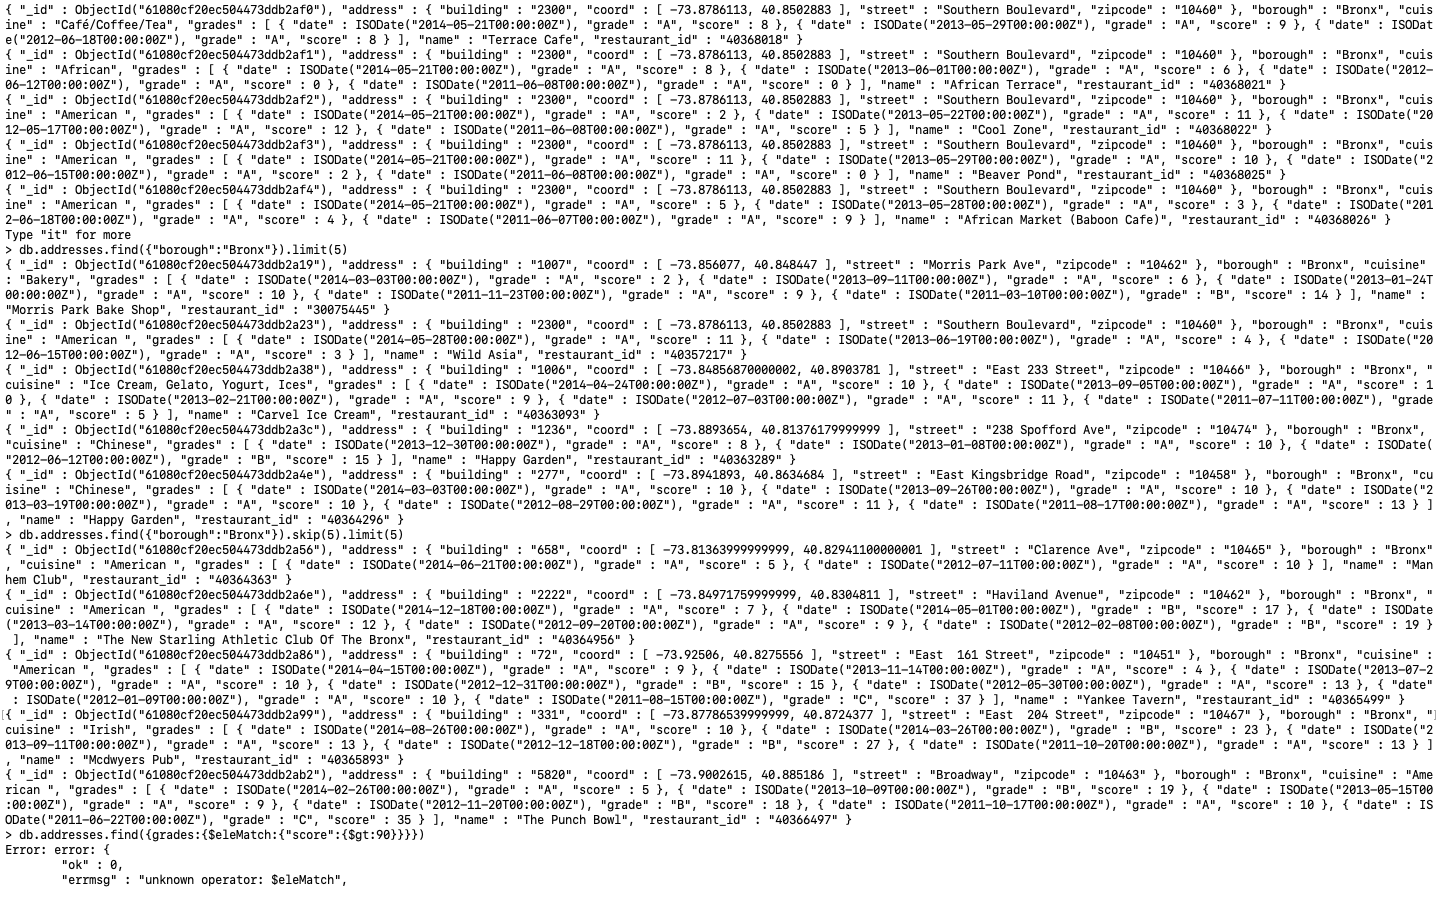 { "_id" : ObjectId("61080cf20ec504473ddb2af0"), "address" : { "building" : "2300", "coord" : [ -73.8786113, 40.8502883 ], "street" : "Southern Boulevard", "zipcode" : "10460" }, "borough" : "Bronx", "cuis
ine" : "Café/Coffee/Tea", "grades" : [ { "date" : ISODate("2014-05-21T00:00:00Z"), "grade" : "A", "score" : 8 }, { "date" : ISODate("2013-05-29T00:00:00Z"), "grade" : "A", "score" : 9 }, { "date" : ISODat
e("2012-06-18T00:00:00Z"), "grade" : "A", "score" : 8 } ], "name" : "Terrace Cafe", "restaurant_id" : "40368018" }
{ "_id" : ObjectId("61080cf20ec504473ddb2af1"), "address" : { "building" : "2300", "coord" : [ -73.8786113, 40.8502883 ], "street" : "Southern Boulevard", "zipcode" : "10460" }, "borough" : "Bronx", "cuis
ine" : "African", "grades" : [ { "date" : ISODate("2014-05-21T00:00:00Z"), "grade" : "A", "score" : 8 }, { "date" : ISODate("2013-06-01T00:00:00Z"), "grade" : "A", "score" : 6 }, { "date" : ISODate("2012-
06-12T00:00:00Z"), "grade" : "A", "score" : 0 }, { "date" : ISODate("2011-06-08T00:00:00Z"), "grade" : "A", "score" : 0 } ], "name" : "African Terrace", "restaurant_id" : "40368021" }
{ "_id" : ObjectId("61080cf20ec504473ddb2af2"), "address" : { "building" : "2300", "coord" : [ -73.8786113, 40.8502883 ], "street" : "Southern Boulevard", "zipcode" : "10460" }, "borough" : "Bronx", "cuis
ine" : "American ", "grades" : [ { "date" : ISODate("2014-05-21T00:00:00Z"), "grade" : "A", "score" : 2 }, { "date" : ISODate("2013-05-22T00:00:00Z"), "grade" : "A", "score" : 11 }, { "date" : ISODate("20
12-05-17T00:00:00Z"), "grade" : "A", "score" : 12 }, { "date" : ISODate("2011-06-08T00:00:00Z"), "grade" : "A", "score" : 5 } ], "name" : "Cool Zone", "restaurant_id" : "40368022" }
{ "_id" : ObjectId("61080cf20ec504473ddb2af3"), "address" : { "building" : "2300", "coord" : [ -73.8786113, 40.8502883 ], "street" : "Southern Boulevard", "zipcode" : "10460" }, "borough" : "Bronx", "cuis
ine" : "American ", "grades" : [ { "date" : ISODate("2014-05-21T00:00:00Z"), "grade" : "A", "score" : 11 }, { "date" : ISODate("2013-05-29T00:00:00Z"), "grade" : "A", "score" : 10 }, { "date" : ISODate("2
012-06-15T00:00:00Z"), "grade" : "A", "score" : 2 }, { "date" : ISODate("2011-06-08T00:00:00Z"), "grade" : "A", "score" : 0 } ], "name" : "Beaver Pond", "restaurant_id" : "40368025" }
{ "_id" : ObjectId("61080cf20ec504473ddb2af4"), "address" : { "building" : "2300", "coord" : [ -73.8786113, 40.8502883 ], "street" : "Southern Boulevard", "zipcode" : "10460" }, "borough" : "Bronx", "cuis
ine" : "American ", "grades" : [ { "date" : ISODate("2014-05-21T00:00:00Z"), "grade" : "A", "score" : 5 }, { "date" : ISODate("2013-05-28T00:00:00Z"), "grade" : "A", "score" : 3 }, { "date" : ISODate("201
2-06-18T00:00:00Z"), "grade" : "A", "score" : 4 }, { "date" : ISODate("2011-06-07T00:00:00Z"), "grade" : "A", "score" : 9 } ], "name" : "African Market (Baboon Cafe)", "restaurant_id" : "40368026" }
Type "it" for more
> db.addresses.find({"borough":"Bronx"}).limit(5)
{ "_id" : ObjectId("61080cf20ec504473ddb2a19"), "address" : { "building" : "1007", "coord" : [ -73.856077, 40.848447 ], "street" : "Morris Park Ave", "zipcode" : "10462" }, "borough" : "Bronx", "cuisine"
: "Bakery", "grades" : [ { "date" : ISODate("2014-03-03T00:00:00Z"), "grade" : "A", "score" : 2 }, { "date" : ISODate("2013-09-11T00:00:00Z"), "grade" : "A", "score" : 6 }, { "date" : ISODate("2013-01-24T
00:00:00Z"), "grade" : "A", "score" : 10 }, { "date" : ISODate("2011-11-23T00:00:00Z"), "grade" : "A", "score" : 9 }, { "date" : ISODate("2011-03-10T00:00:00Z"), "grade" : "B", "score" : 14 } ], "name" :
"Morris Park Bake Shop", "restaurant_id" : "30075445" }
{ "_id" : ObjectId("61080cf20ec504473ddb2a23"), "address" : { "building" : "2300", "coord" : [ -73.8786113, 40.8502883 ], "street" : "Southern Boulevard", "zipcode" : "10460" }, "borough" : "Bronx", "cuis
ine" : "American ", "grades" : [ { "date" : ISODate("2014-05-28T00:00:00Z"), "grade" : "A", "score" : 11 }, { "date" : ISODate("2013-06-19T00:00:00Z"), "grade" : "A", "score" : 4 }, { "date" : ISODate("20
12-06-15T00:00:00Z"), "grade" : "A", "score" : 3 } ], "name" : "Wild Asia", "restaurant_id" : "40357217" }
{ "_id" : ObjectId("61080cf20ec504473ddb2a38"), "address" : { "building" : "1006", "coord" : [ -73.84856870000002, 40.8903781 ], "street" : "East 233 Street", "zipcode" : "10466" }, "borough" : "Bronx", "
cuisine" : "Ice Cream, Gelato, Yogurt, Ices", "grades" : [ { "date" : ISODate("2014-04-24T00:00:00Z"), "grade" : "A", "score" : 10 }, { "date" : ISODate("2013-09-05T00:00:00Z"), "grade" : "A", "score" : 1
0 }, { "date" : ISODate("2013-02-21T00:00:00Z"), "grade" : "A", "score" : 9 }, { "date" : ISODate("2012-07-03T00:00:00Z"), "grade" : "A", "score" : 11 }, { "date" : ISODate("2011-07-11T00:00:00Z"), "grade
" : "A", "score" : 5 } ], "name" : "Carvel Ice Cream", "restaurant_id" : "40363093" }
{ "_id" : ObjectId("61080cf20ec504473ddb2a3c"), "address" : { "building" : "1236", "coord" : [ -73.8893654, 40.81376179999999 ], "street" : "238 Spofford Ave", "zipcode" : "10474" }, "borough" : "Bronx",
"cuisine" : "Chinese", "grades" : [ { "date" : ISODate("2013-12-30T00:00:00Z"), "grade" : "A", "score" : 8 }, { "date" : ISODate("2013-01-08T00:00:00Z"), "grade" : "A", "score" : 10 }, { "date" : ISODate(
"2012-06-12T00:00:00Z"), "grade" : "B", "score" : 15 } ], "name" : "Happy Garden", "restaurant_id" : "40363289" }
{ "_id" : ObjectId("61080cf20ec504473ddb2a4e"), "address" : { "building" : "277", "coord" : [ -73.8941893, 40.8634684 ], "street" : "East Kingsbridge Road", "zipcode" : "10458" }, "borough" : "Bronx", "cu
isine" : "Chinese", "grades" : [ { "date" : ISODate("2014-03-03T00:00:00Z"), "grade" : "A", "score" : 10 }, { "date" : ISODate("2013-09-26T00:00:00Z"), "grade" : "A", "score" : 10 }, { "date" : ISODate("2
013-03-19T00:00:00Z"), "grade" : "A", "score" : 10 }, { "date" : ISODate("2012-08-29T00:00:00Z"), "grade" : "A", "score" : 11 }, { "date" : ISODate("2011-08-17T00:00:00Z"), "grade" : "A", "score" : 13 } ]
, "name" : "Happy Garden", "restaurant_id" : "40364296" }
> db.addresses.find({"borough":"Bronx"}).skip(5).limit(5)
{ "_id" : ObjectId("61080cf20ec504473ddb2a56"), "address" : { "building" : "658", "coord" : [ -73.81363999999999, 40.82941100000001 ], "street" : "Clarence Ave", "zipcode" : "10465" }, "borough" : "Bronx"
, "cuisine" : "American ", "grades" : [ { "date" : ISODate("2014-06-21T00:00:00Z"), "grade" : "A", "score" : 5 }, { "date" : ISODate("2012-07-11T00:00:00Z"), "grade" : "A", "score" : 10 } ], "name" : "Man
hem Club", "restaurant_id" : "40364363" }
{ "_id" : ObjectId("61080cf20ec504473ddb2a6e"), "address" : { "building" : "2222", "coord" : [ -73.84971759999999, 40.8304811 ], "street" : "Haviland Avenue", "zipcode" : "10462" }, "borough" : "Bronx", "
cuisine" : "American ", "grades" : [ { "date" : ISODate("2014-12-18T00:00:00Z"), "grade" : "A", "score" : 7 }, { "date" : ISODate("2014-05-01T00:00:00Z"), "grade" : "B", "score" : 17 }, { "date" : ISODate
("2013-03-14T00:00:00Z"), "grade" : "A", "score" : 12 }, { "date" : ISODate("2012-09-20T00:00:00Z"), "grade" : "A", "score" : 9 }, { "date" : ISODate("2012-02-08T00:00:00Z"), "grade" : "B", "score" : 19 }
 ], "name" : "The New Starling Athletic Club Of The Bronx", "restaurant_id" : "40364956" }
{ "_id" : ObjectId("61080cf20ec504473ddb2a86"), "address" : { "building" : "72", "coord" : [ -73.92506, 40.8275556 ], "street" : "East  161 Street", "zipcode" : "10451" }, "borough" : "Bronx", "cuisine" :
 "American ", "grades" : [ { "date" : ISODate("2014-04-15T00:00:00Z"), "grade" : "A", "score" : 9 }, { "date" : ISODate("2013-11-14T00:00:00Z"), "grade" : "A", "score" : 4 }, { "date" : ISODate("2013-07-2
9T00:00:00Z"), "grade" : "A", "score" : 10 }, { "date" : ISODate("2012-12-31T00:00:00Z"), "grade" : "B", "score" : 15 }, { "date" : ISODate("2012-05-30T00:00:00Z"), "grade" : "A", "score" : 13 }, { "date"
 : ISODate("2012-01-09T00:00:00Z"), "grade" : "A", "score" : 10 }, { "date" : ISODate("2011-08-15T00:00:00Z"), "grade" : "C", "score" : 37 } ], "name" : "Yankee Tavern", "restaurant_id" : "40365499" }
{ "_id" : ObjectId("61080cf20ec504473ddb2a99"), "address" : { "building" : "331", "coord" : [ -73.87786539999999, 40.8724377 ], "street" : "East  204 Street", "zipcode" : "10467" }, "borough" : "Bronx", "
cuisine" : "Irish", "grades" : [ { "date" : ISODate("2014-08-26T00:00:00Z"), "grade" : "A", "score" : 10 }, { "date" : ISODate("2014-03-26T00:00:00Z"), "grade" : "B", "score" : 23 }, { "date" : ISODate("2
013-09-11T00:00:00Z"), "grade" : "A", "score" : 13 }, { "date" : ISODate("2012-12-18T00:00:00Z"), "grade" : "B", "score" : 27 }, { "date" : ISODate("2011-10-20T00:00:00Z"), "grade" : "A", "score" : 13 } ]
, "name" : "Mcdwyers Pub", "restaurant_id" : "40365893" }
{ "_id" : ObjectId("61080cf20ec504473ddb2ab2"), "address" : { "building" : "5820", "coord" : [ -73.9002615, 40.885186 ], "street" : "Broadway", "zipcode" : "10463" }, "borough" : "Bronx", "cuisine" : "Ame
rican ", "grades" : [ { "date" : ISODate("2014-02-26T00:00:00Z"), "grade" : "A", "score" : 5 }, { "date" : ISODate("2013-10-09T00:00:00Z"), "grade" : "B", "score" : 19 }, { "date" : ISODate("2013-05-15T00
:00:00Z"), "grade" : "A", "score" : 9 }, { "date" : ISODate("2012-11-20T00:00:00Z"), "grade" : "B", "score" : 18 }, { "date" : ISODate("2011-10-17T00:00:00Z"), "grade" : "A", "score" : 10 }, { "date" : IS
ODate("2011-06-22T00:00:00Z"), "grade" : "C", "score" : 35 } ], "name" : "The Punch Bowl", "restaurant_id" : "40366497" }
> db.addresses.find({grades:{$eleMatch:{"score":{$gt:90}}}})
Error: error: {
"ok" : 0,
"errmsg" : "unknown operator: $eleMatch",